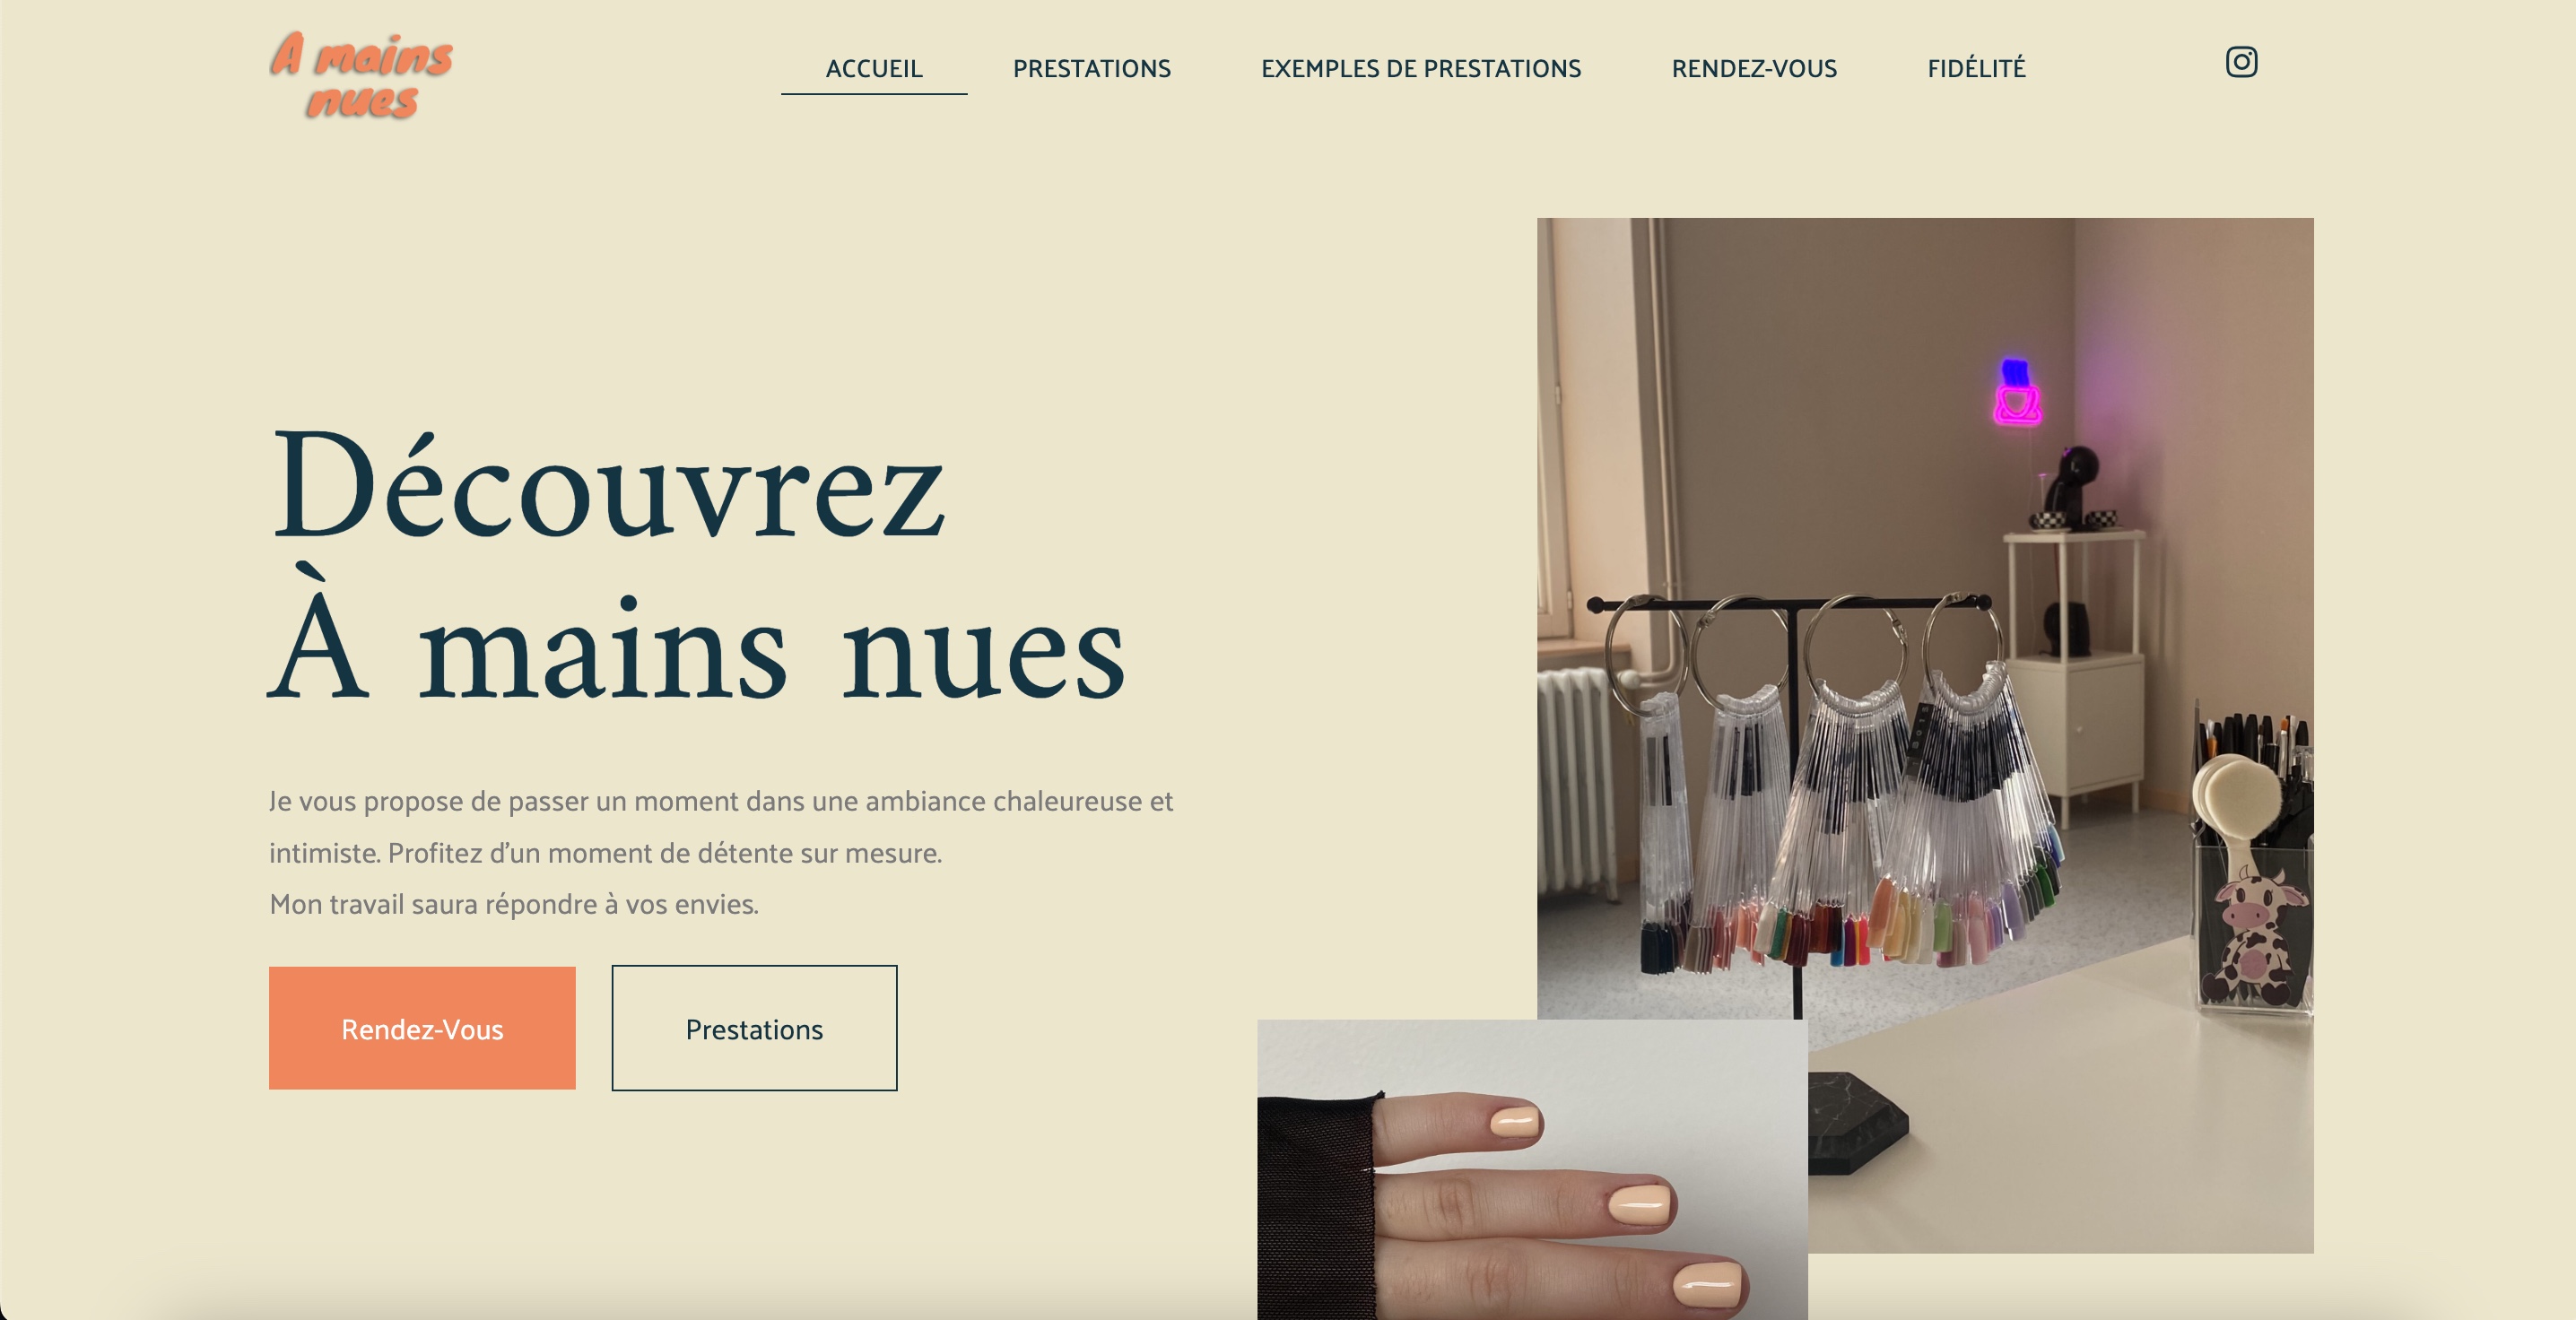 A mains
nues
ACCUEIL
PRESTATIONS
EXEMPLES DE PRESTATIONS
RENDEZ-VOUS
FIDÉLITÉ
Découvrez
À mains nues
Je vous propose de passer un moment dans une ambiance chaleureuse et
intimiste. Profitez d’un moment de détente sur mesure.
Mon travail saura répondre à vos envies.
Rendez-Vous
Prestations